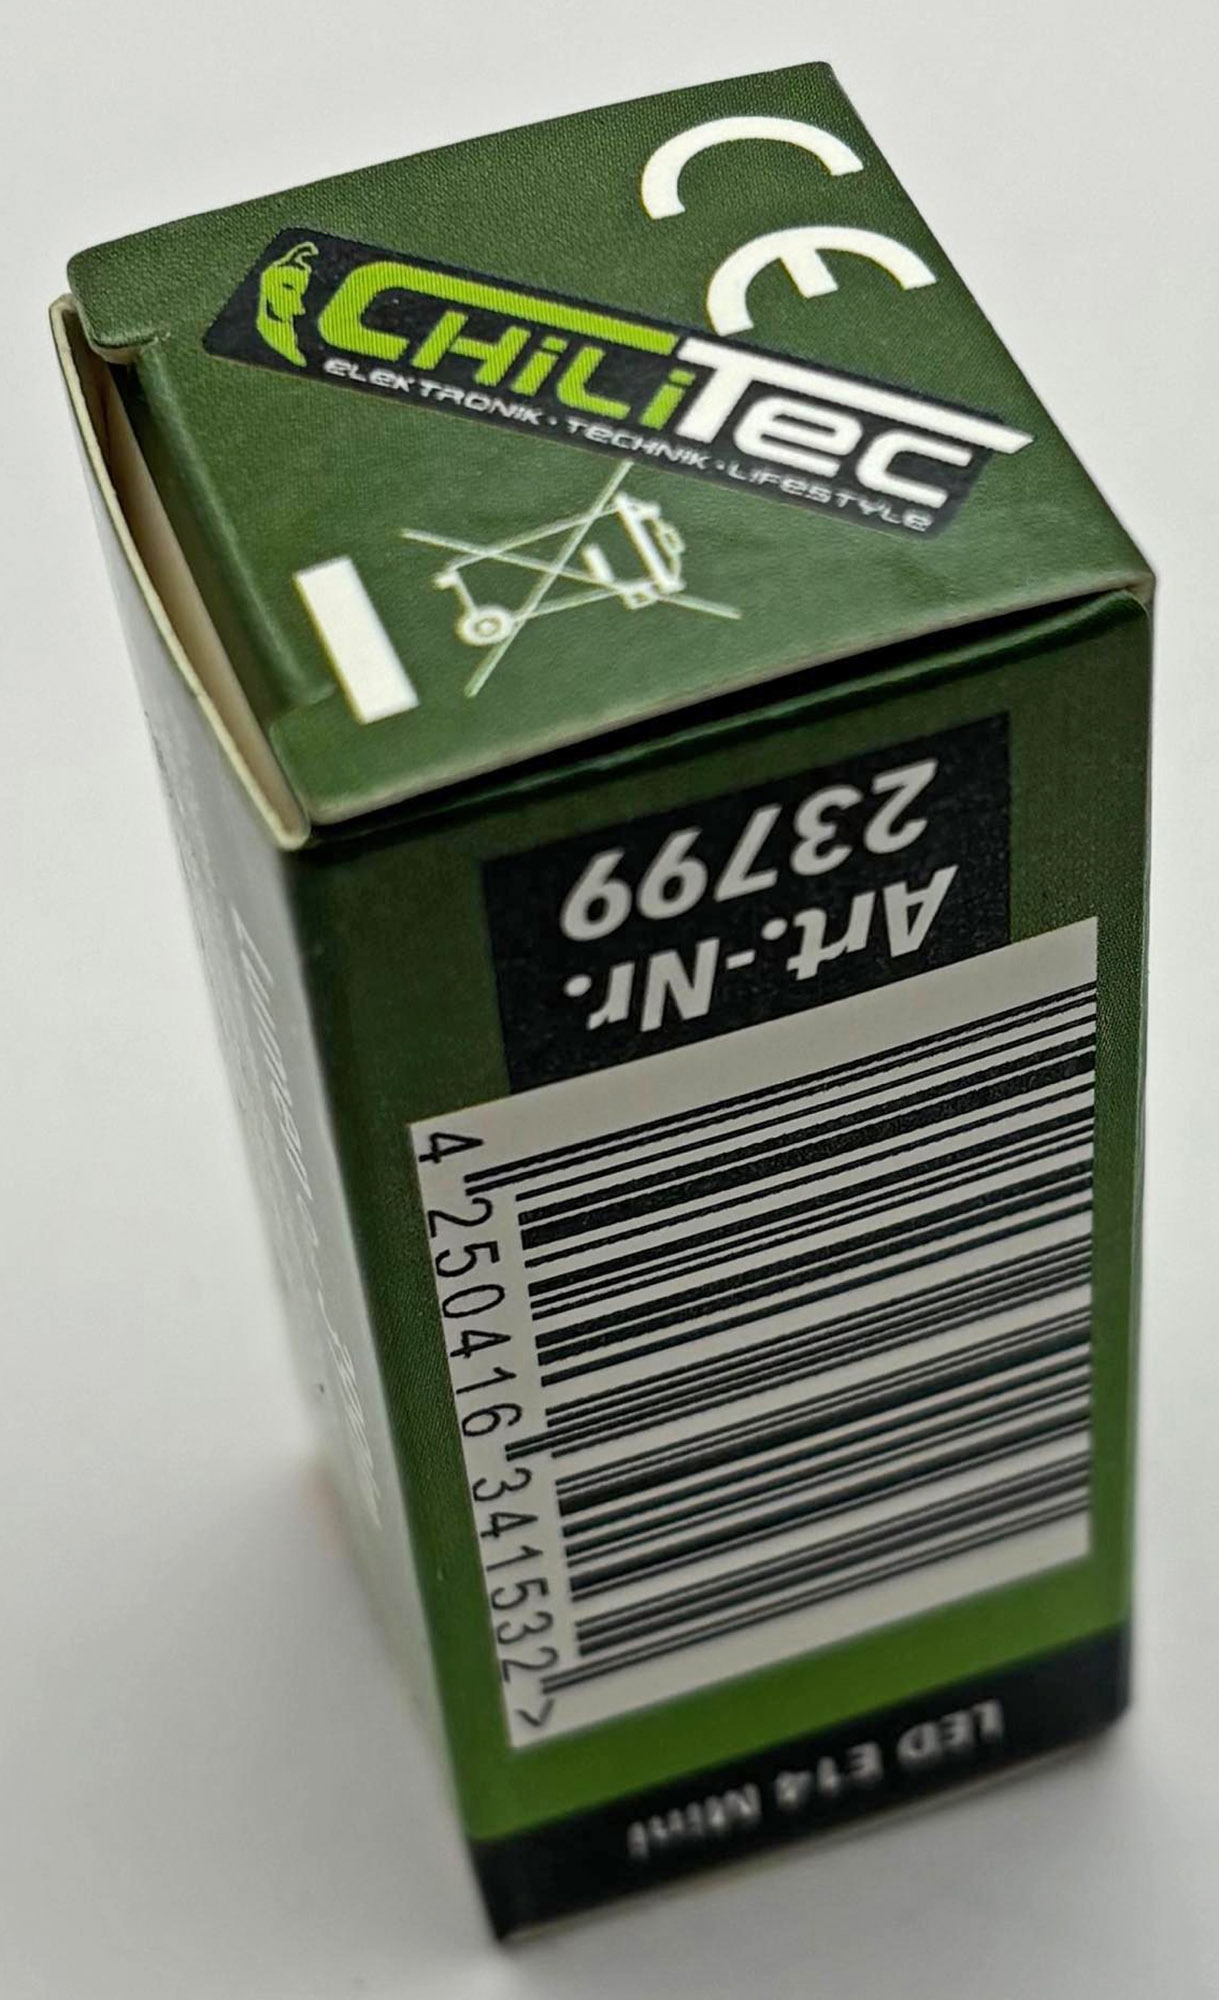 CE
CHiLiTec
ELEKTRONIK · TECHNIK · LIFESTYLE
Art.-Nr.
23799
4 250416 341532 >
LED E14 Mini